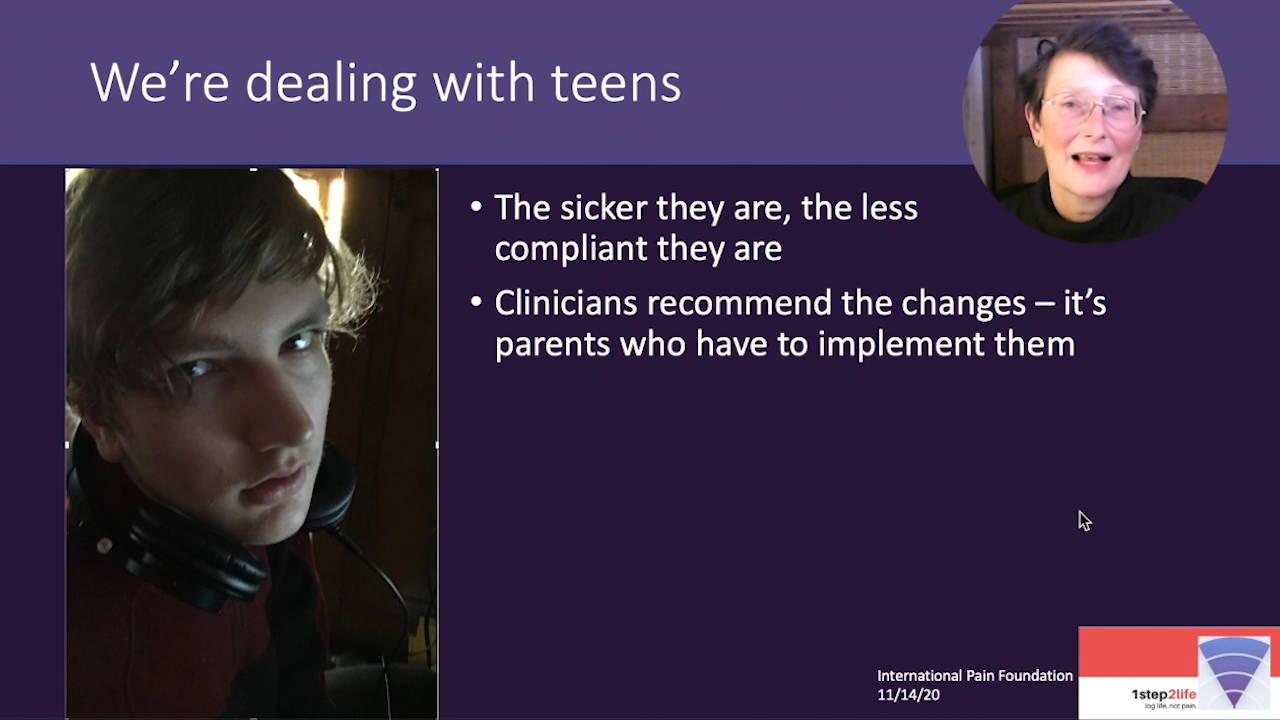 We're dealing with teens
• The sicker they are, the less
compliant they are
• Clinicians recommend the changes – it's
parents who have to implement them
International Pain Foundation
11/14/20
1step2life
log life. not pain.